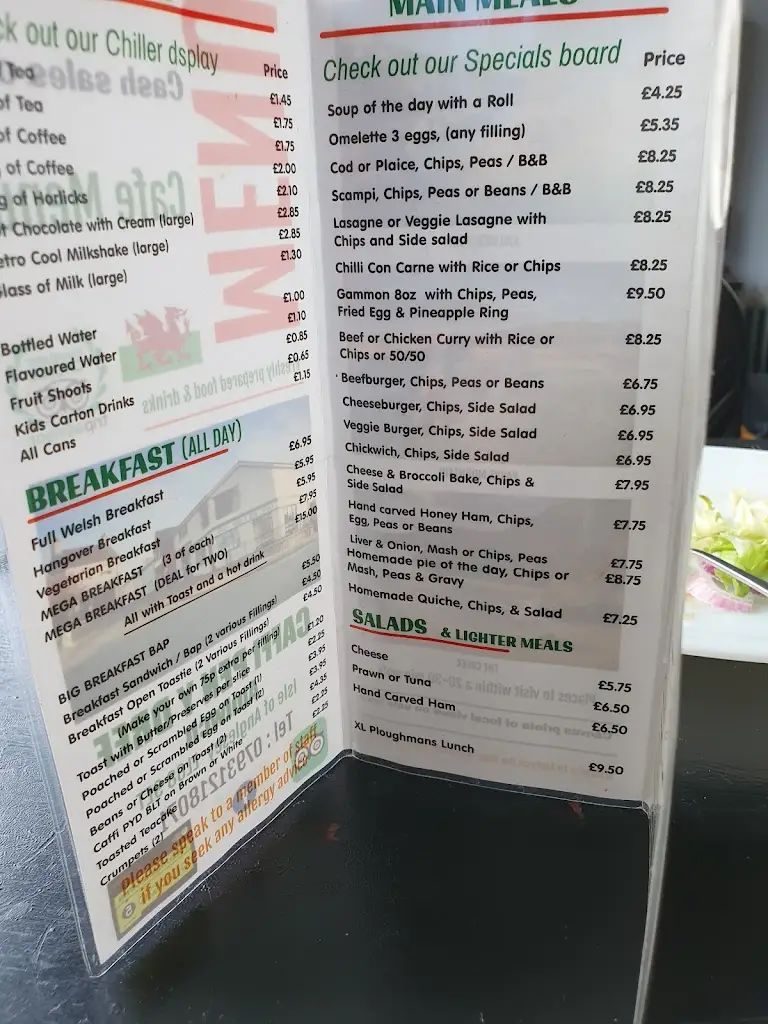 ck out our Chiller dsplay
Price
Tea £1.45
of Tea £1.75
of Coffee £1.75
of Coffee £2.00
g of Horlicks £2.10
t Chocolate with Cream (large) £2.85
etro Cool Milkshake (large) £2.85
lass of Milk (large) £1.30
Bottled Water £1.00
Flavoured Water £1.10
Fruit Shoots £0.85
Kids Carton Drinks £0.65
All Cans £1.15
BREAKFAST (ALL DAY)
Full Welsh Breakfast £6.95
Hangover Breakfast £5.95
Vegetarian Breakfast £5.95
MEGA BREAKFAST (3 of each) £7.95
MEGA BREAKFAST (DEAL for TWO) £15.00
All with Toast and a hot drink
BIG BREAKFAST BAP £5.50
Breakfast Sandwich / Bap (2 various Fillings) £4.50
Breakfast Open Toastie (2 Various Fillings) £4.50
(Make your own 75p extra per filling)
Toast with Butter/Preserves per slice £1.20
Poached or Scrambled Egg on Toast (1) £2.25
Poached or Scrambled Egg on Toast (2) £3.95
Beans or Cheese on Toast (2) £3.95
Caffi PYD BLT on Brown or White £4.35
Toasted Teacake £2.25
Crumpets (2) £2.25
Please speak to a member of staff
if you seek any allergy advice
MAIN MEALS
Check out our Specials board Price
Soup of the day with a Roll £4.25
Omelette 3 eggs, (any filling) £5.35
Cod or Plaice, Chips, Peas / B&B £8.25
Scampi, Chips, Peas or Beans / B&B £8.25
Lasagne or Veggie Lasagne with £8.25
Chips and Side salad
Chilli Con Carne with Rice or Chips £8.25
Gammon 8oz with Chips, Peas, £9.50
Fried Egg & Pineapple Ring
Beef or Chicken Curry with Rice or £8.25
Chips or 50/50
Beefburger, Chips, Peas or Beans £6.75
Cheeseburger, Chips, Side Salad £6.95
Veggie Burger, Chips, Side Salad £6.95
Chickwich, Chips, Side Salad £6.95
Cheese & Broccoli Bake, Chips & £7.95
Side Salad
Hand carved Honey Ham, Chips, £7.75
Egg, Peas or Beans
Liver & Onion, Mash or Chips, Peas £7.75
Homemade pie of the day, Chips or £8.75
Mash, Peas & Gravy
Homemade Quiche, Chips, & Salad £7.25
SALADS & LIGHTER MEALS
Cheese £5.75
Prawn or Tuna £6.50
Hand Carved Ham £6.50
XL Ploughmans Lunch £9.50